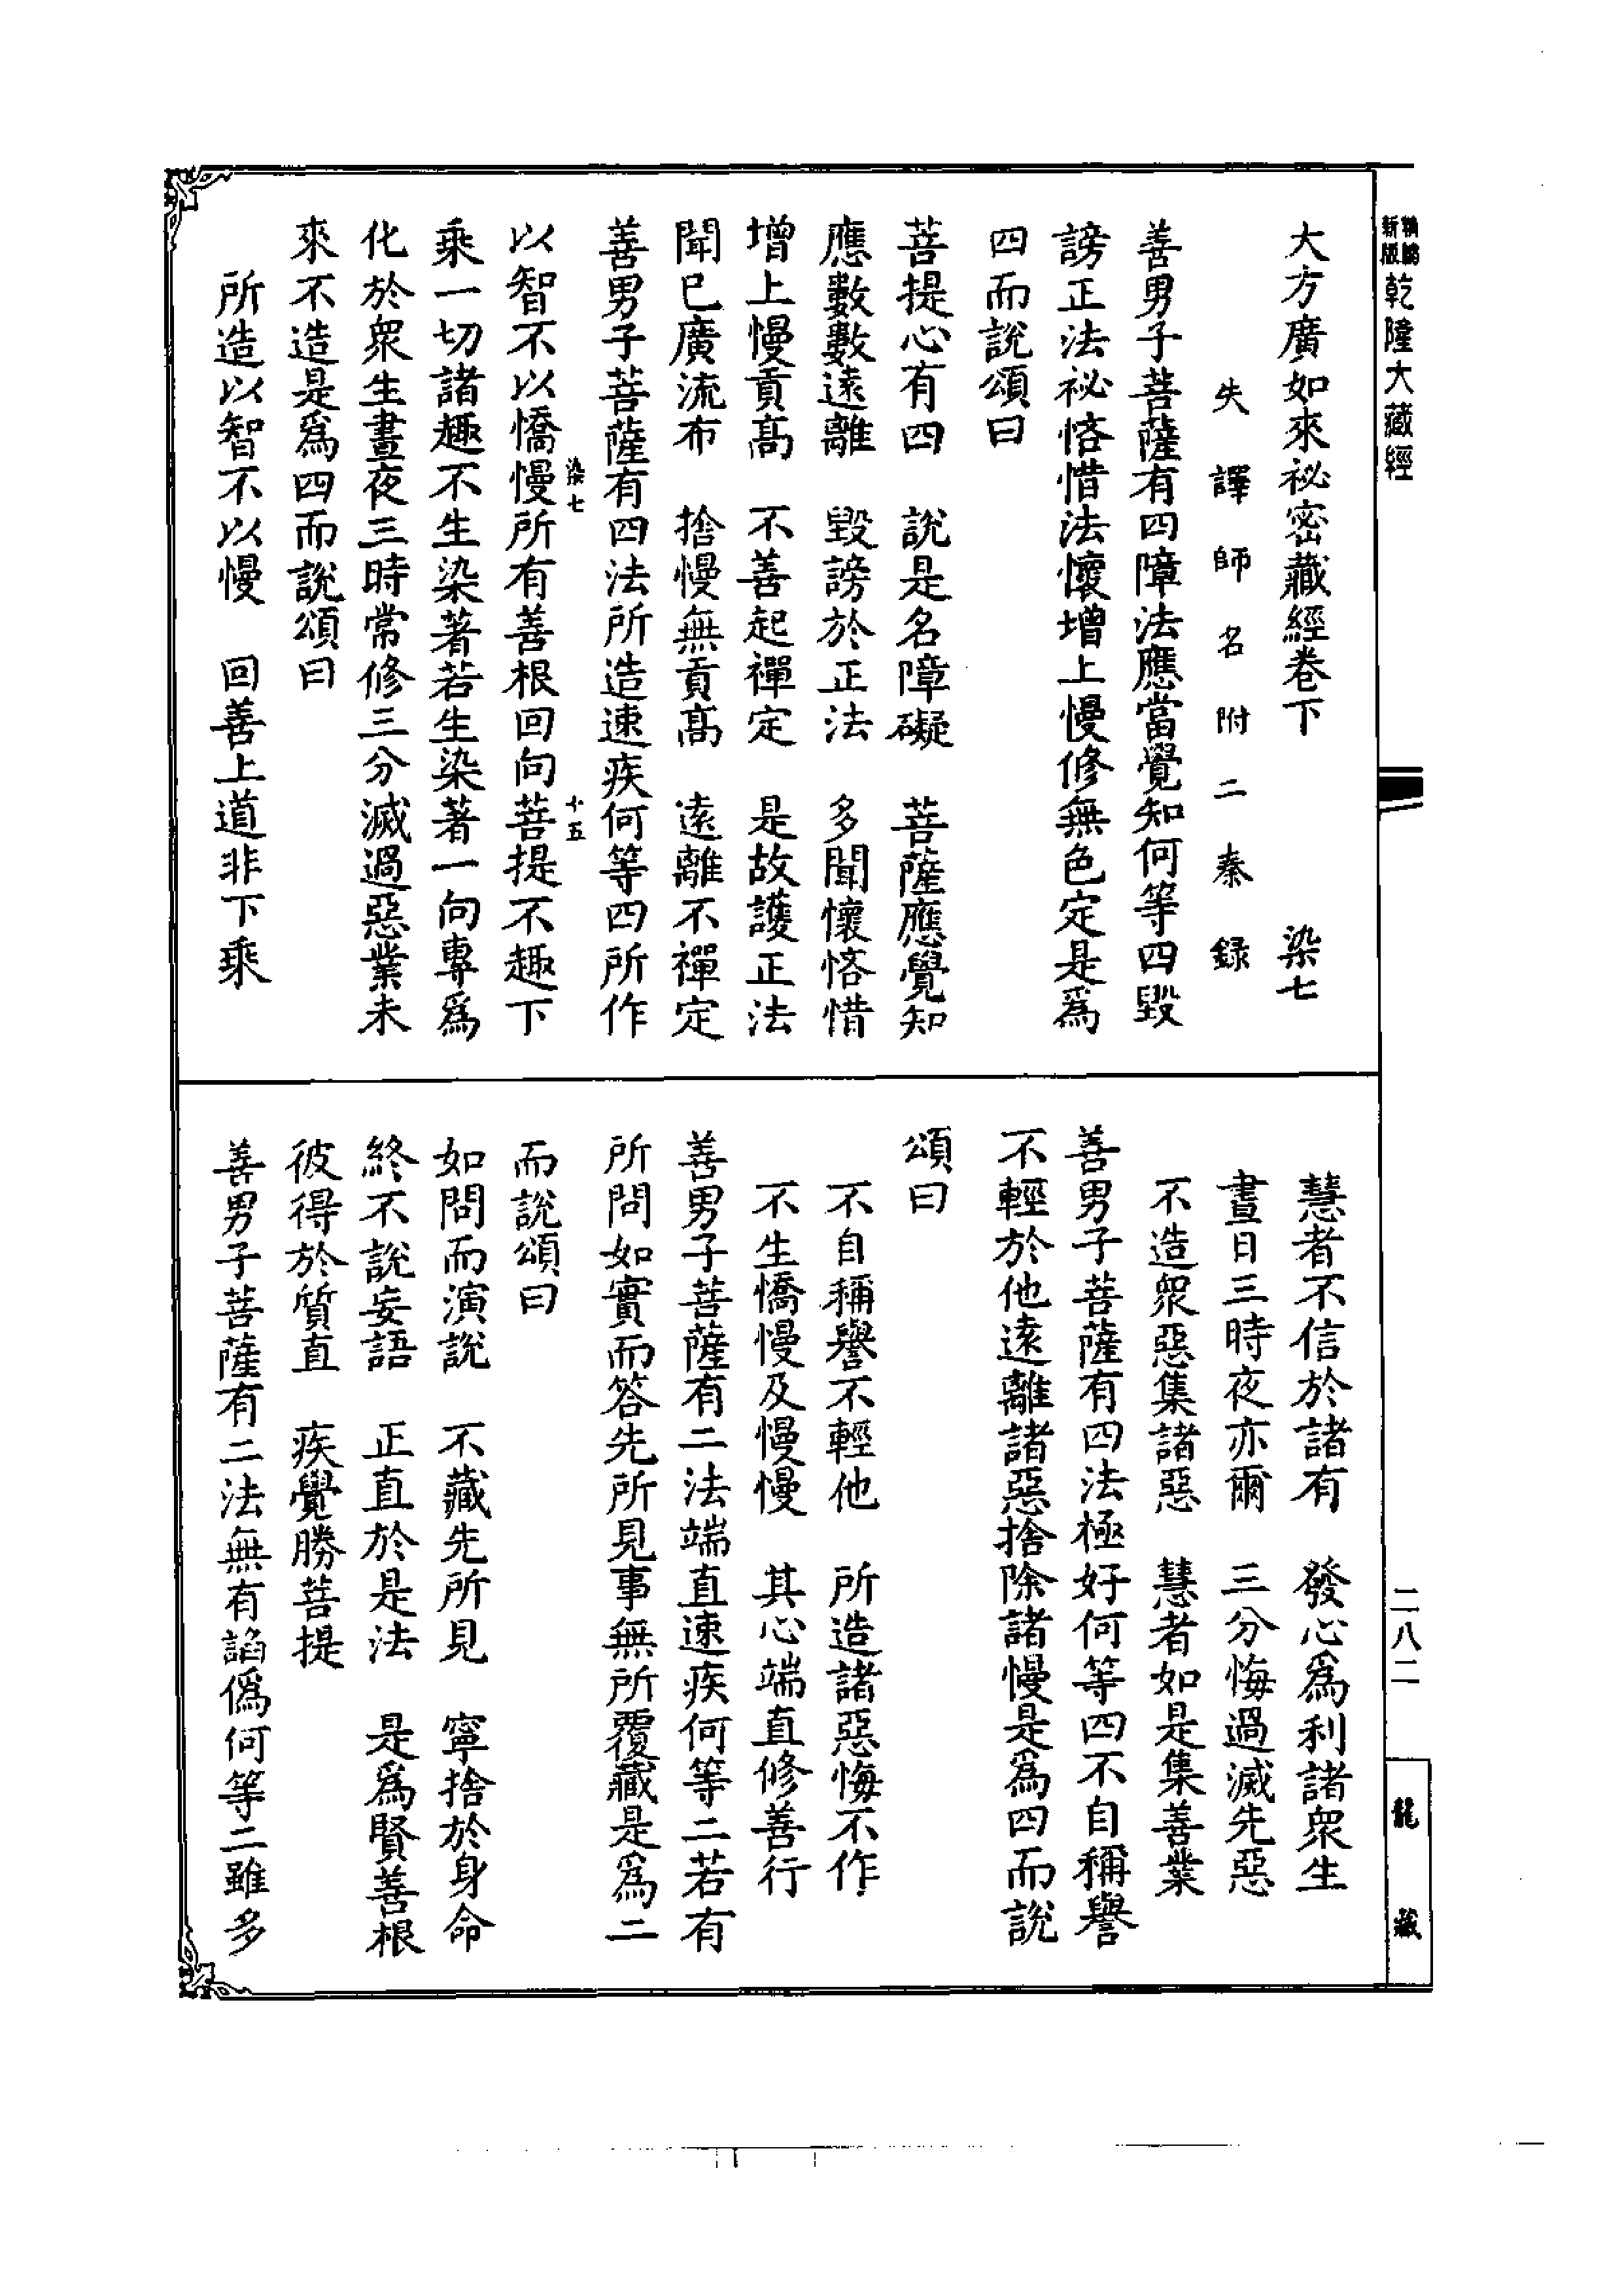 新版
乾隆大藏經
大方廣如來祕密藏經卷下 染七
失譯師名附二秦録
善男子菩薩有四障法應當覺知何等四毀
謗正法祕悋惜法懷增上慢修無色定是爲
四而說頌曰
菩提心有四 說是名障礙 菩薩應覺知
應數數遠離 毀謗於正法 多聞懷悋惜
增上慢貢高 不善起禪定 是故護正法
聞已廣流布 捨慢無貢高 遠離不禪定
善男子菩薩有四法所造速疾何等四所作
以智不以憍慢所有善根回向菩提不趣下
染七 十五
乘一切諸趣不生染著若生染著一向專爲
化於衆生晝夜三時常修三分滅過惡業未
來不造是爲四而說頌曰
所造以智不以慢 回善上道非下乘
慧者不信於諸有 發心爲利諸衆生
晝日三時夜亦爾 三分悔過滅先惡
不造衆惡集諸惡 慧者如是集善業
善男子菩薩有四法極好何等四不自稱譽
不輕於他遠離諸惡捨除諸慢是爲四而說
頌曰
不自稱譽不輕他 所造諸惡悔不作
不生憍慢及慢慢 其心端直修善行
善男子菩薩有二法端直速疾何等二若有
所問如實而答先所見事無所覆藏是爲二
而說頌曰
如問而演說 不藏先所見 寧捨於身命
終不說妄語 正直於是法 是爲賢善根
彼得於質直 疾覺勝菩提
善男子菩薩有二法無有諂僞何等二雖多
二八二
龍藏